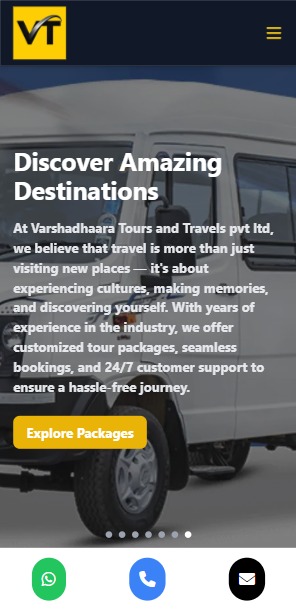 VT
Discover Amazing
Destinations
At Varshadhaara Tours and Travels pvt ltd,
we believe that travel is more than just
visiting new places — it's about
experiencing cultures, making memories,
and discovering yourself. With years of
experience in the industry, we offer
customized tour packages, seamless
bookings, and 24/7 customer support to
ensure a hassle-free journey.
Explore Packages